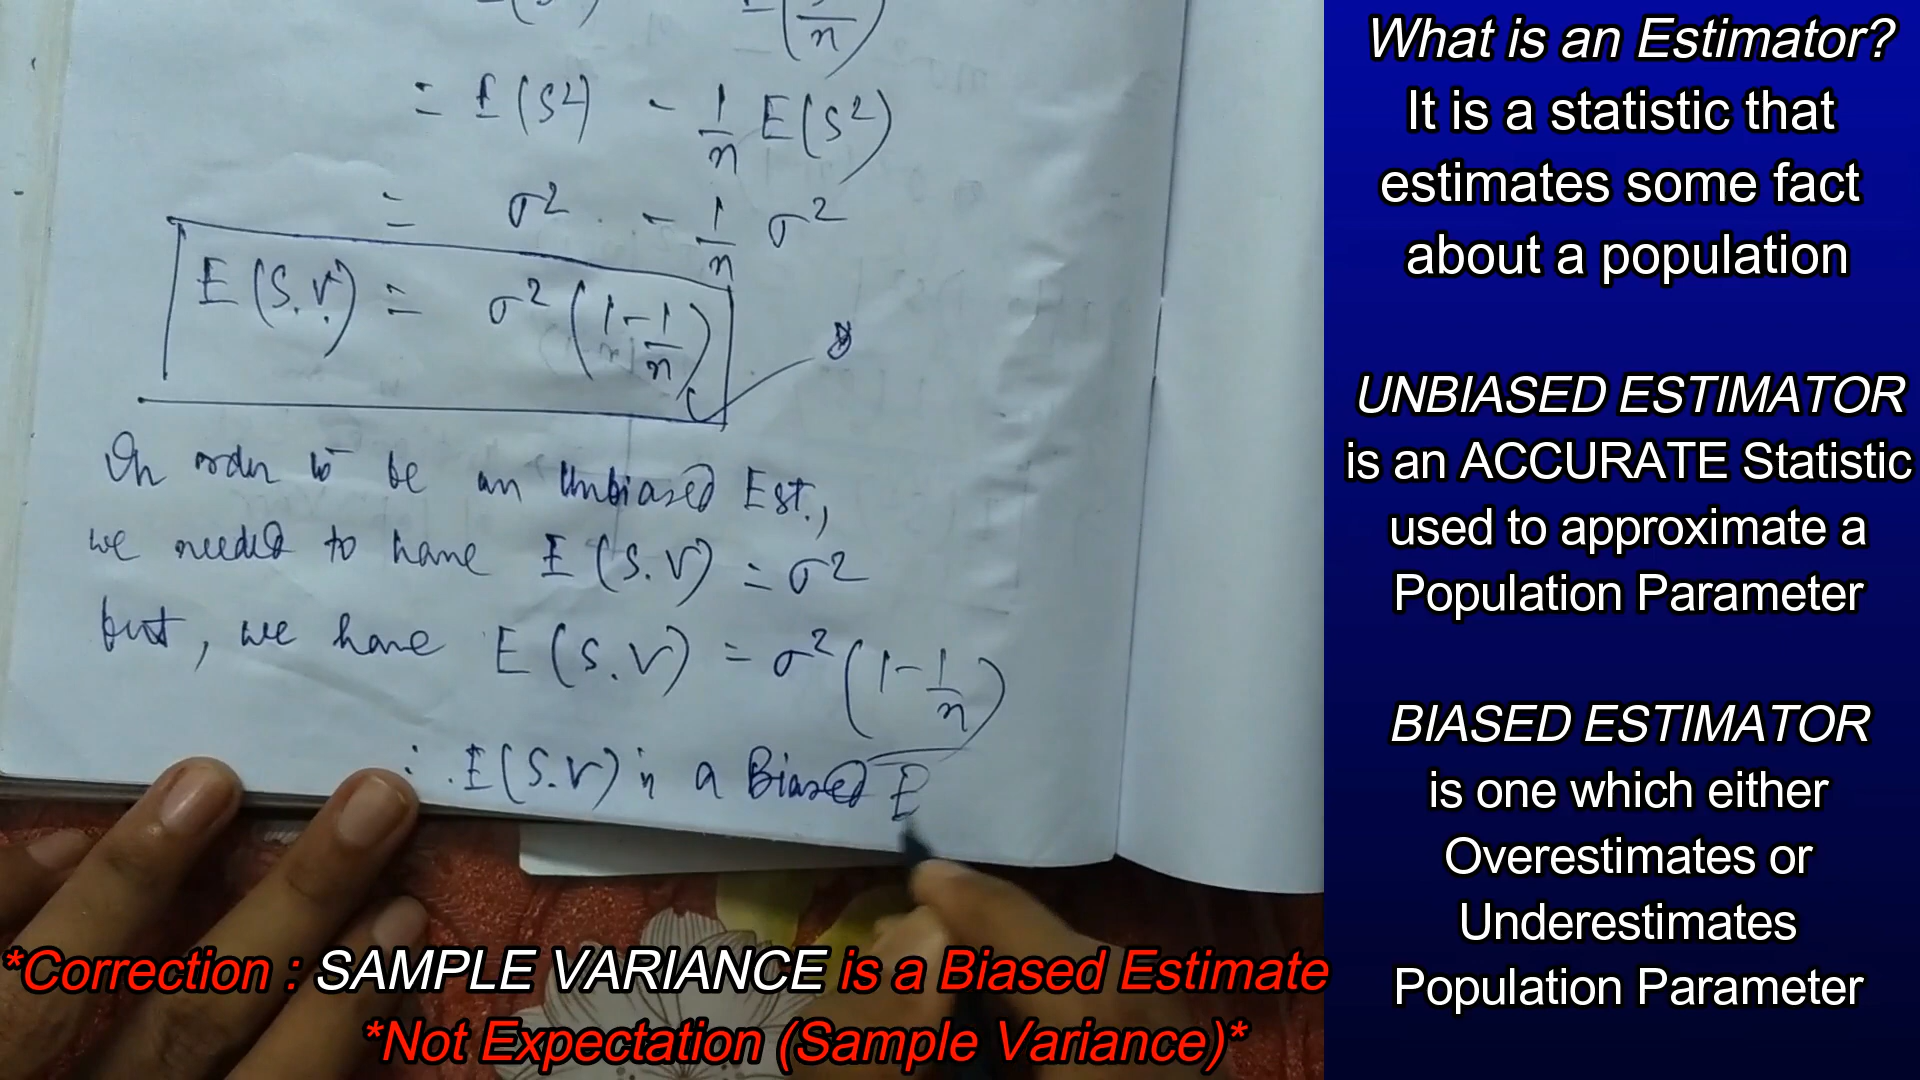 = E(S²) - 1/n E(S²)
= σ² - 1/n σ²
E(S.V.) = σ²(1-1/n)
In order to be an Unbiased Est.,
we needed to have E(S.V) = σ2
but, we have E(S.V) = σ²(1-1/n)
∴ E(S.V) is a Biased E
*Correction : SAMPLE VARIANCE is a Biased Estimate
*Not Expectation (Sample Variance)*
What is an Estimator?
It is a statistic that
estimates some fact
about a population
UNBIASED ESTIMATOR
is an ACCURATE Statistic
used to approximate a
Population Parameter
BIASED ESTIMATOR
is one which either
Overestimates or
Underestimates
Population Parameter